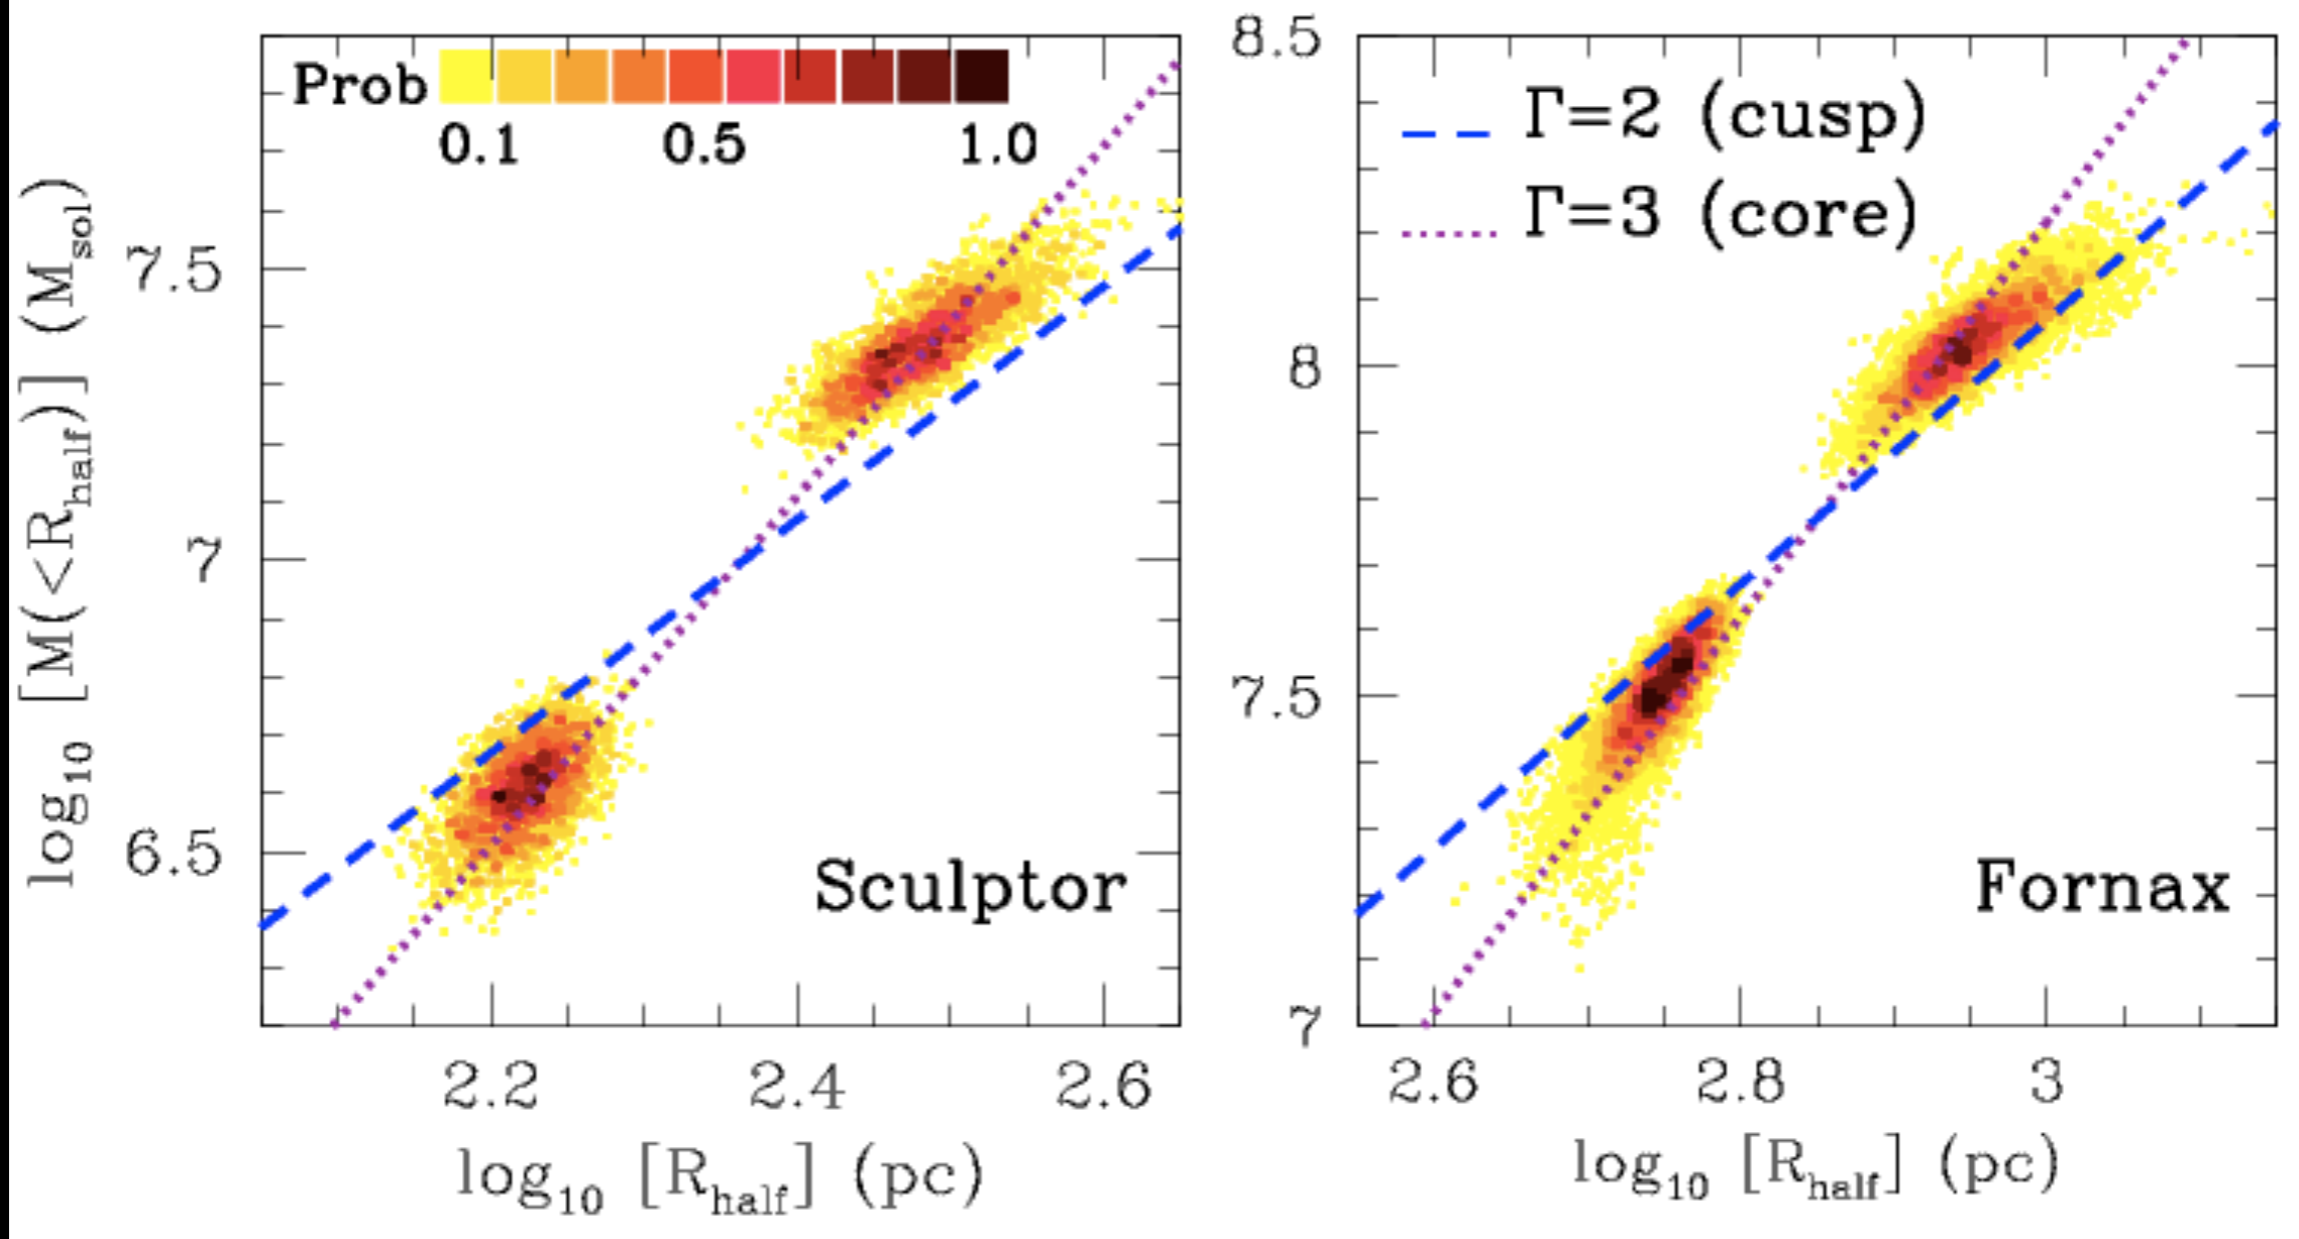 Prob
0.1 0.5 1.0
log10 [M(<Rhalf)] (Msol)
7.5
7
6.5
Sculptor
2.2 2.4 2.6
log10 [Rhalf] (pc)
8.5
8
7.5
7
Γ=2 (cusp)
Γ=3 (core)
Fornax
2.6 2.8 3
log10 [Rhalf] (pc)